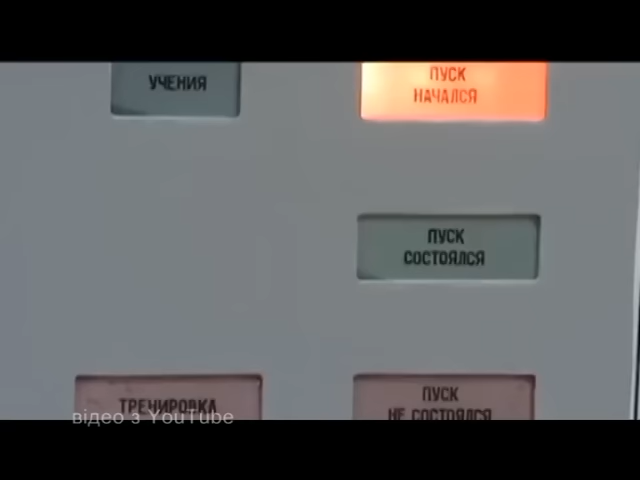 УЧЕНИЯ
ПУСК
НАЧАЛСЯ
ПУСК
СОСТОЯЛСЯ
ТРЕНИРОВКА
ПУСК
НЕ СОСТОЯЛСЯ
відео з YouTube